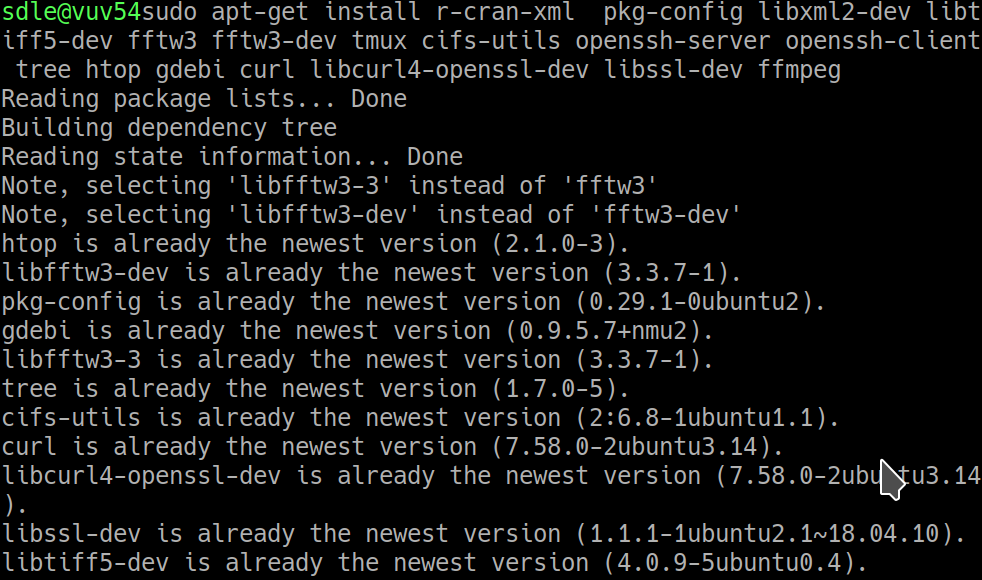 sdle@vuv54sudo apt-get install r-cran-xml  pkg-config libxml2-dev libt
iff5-dev fftw3 fftw3-dev tmux cifs-utils openssh-server openssh-client
 tree htop gdebi curl libcurl4-openssl-dev libssl-dev ffmpeg
Reading package lists... Done
Building dependency tree
Reading state information... Done
Note, selecting 'libfftw3-3' instead of 'fftw3'
Note, selecting 'libfftw3-dev' instead of 'fftw3-dev'
htop is already the newest version (2.1.0-3).
libfftw3-dev is already the newest version (3.3.7-1).
pkg-config is already the newest version (0.29.1-0ubuntu2).
gdebi is already the newest version (0.9.5.7+nmu2).
libfftw3-3 is already the newest version (3.3.7-1).
tree is already the newest version (1.7.0-5).
cifs-utils is already the newest version (2:6.8-1ubuntu1.1).
curl is already the newest version (7.58.0-2ubuntu3.14).
libcurl4-openssl-dev is already the newest version (7.58.0-2ubuntu3.14
).
libssl-dev is already the newest version (1.1.1-1ubuntu2.1~18.04.10).
libtiff5-dev is already the newest version (4.0.9-5ubuntu0.4).